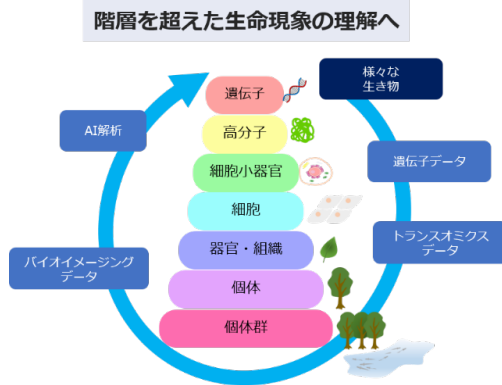 階層を超えた生命現象の理解へ
様々な
生き物
遺伝子
AI解析
高分子
遺伝子データ
細胞小器官
細胞
トランスオミクス
データ
器官・組織
バイオイメージング
データ
個体
個体群